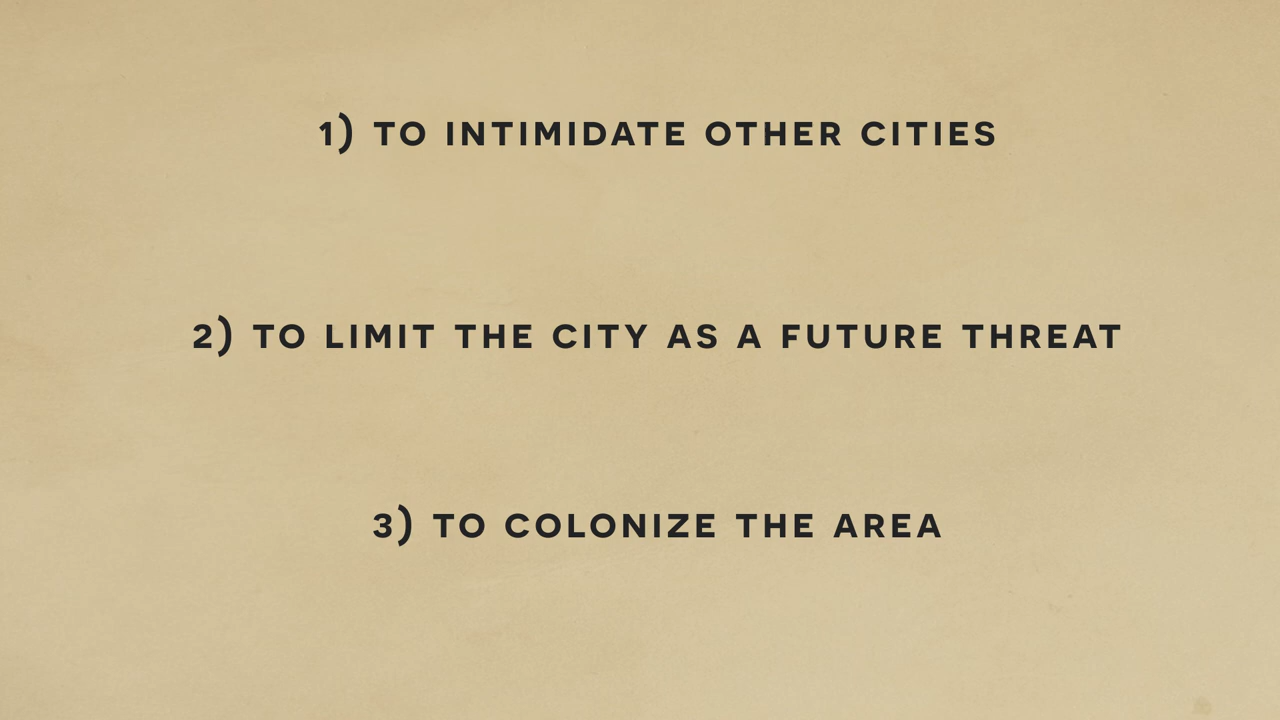 1) TO INTIMIDATE OTHER CITIES
2) TO LIMIT THE CITY AS A FUTURE THREAT
3) TO COLONIZE THE AREA